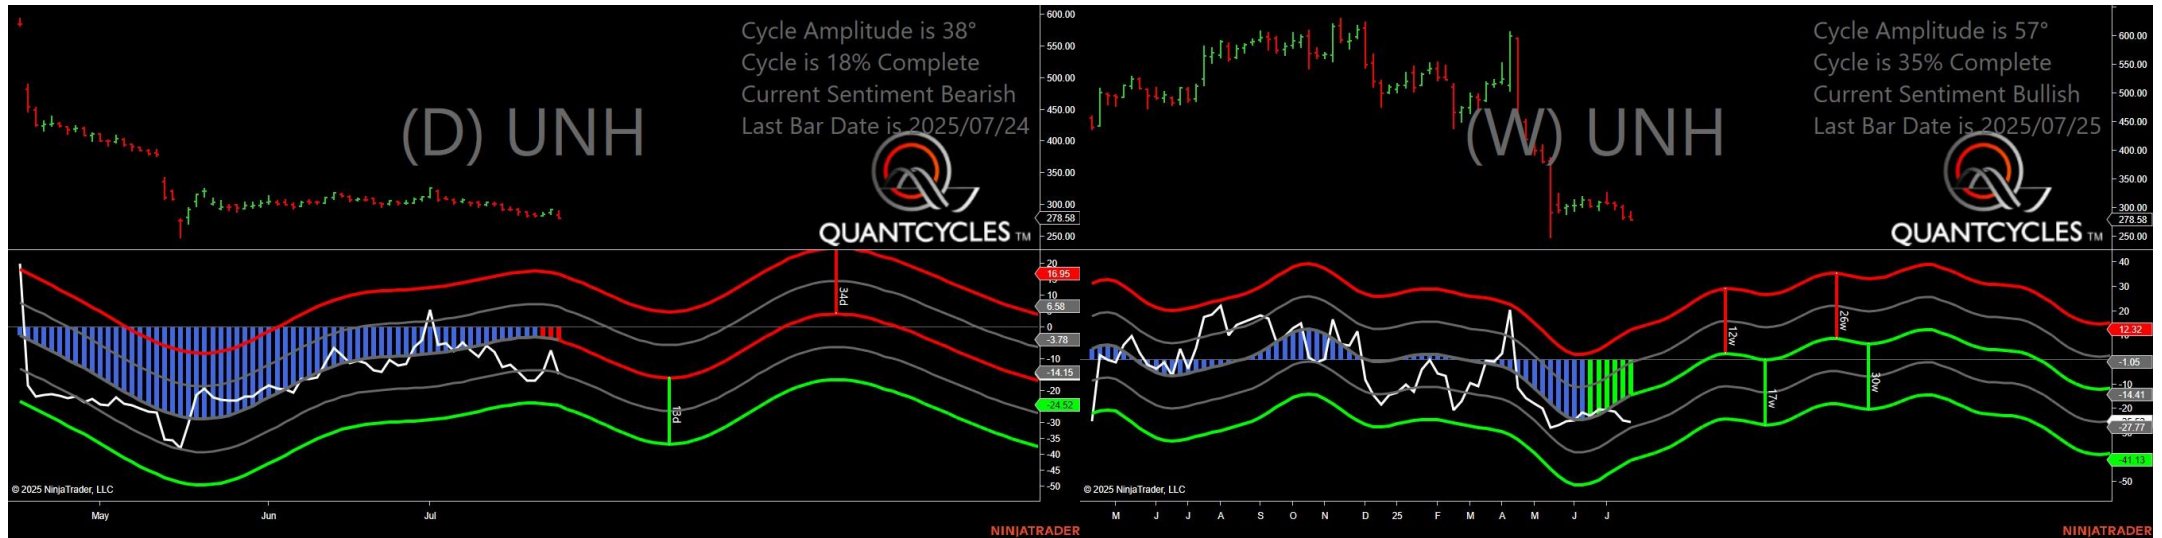 Cycle Amplitude is 38°
Cycle is 18% Complete
Current Sentiment Bearish
Last Bar Date is 2025/07/24
(D) UNH
QUANTCYCLES TM
600.00
550.00
500.00
450.00
400.00
350.00
300.00
278.58
250.00
20
16.95
10
6.58
0
-3.78
-10
-14.15
-20
-24.52
-30
-35
-40
-45
-50
34d
13d
© 2025 NinjaTrader, LLC
May Jun Jul
NINJATRADER
Cycle Amplitude is 57°
Cycle is 35% Complete
Current Sentiment Bullish
Last Bar Date is 2025/07/25
(W) UNH
QUANTCYCLES TM
600.00
550.00
500.00
450.00
400.00
350.00
300.00
278.58
250.00
40
30
20
12.32
-1.05
-10
-14.41
-20
-27.77
-41.13
-50
12w
26w
17w
30w
© 2025 NinjaTrader, LLC
M J J A S O N D 25 F M A M J J
NINJATRADER